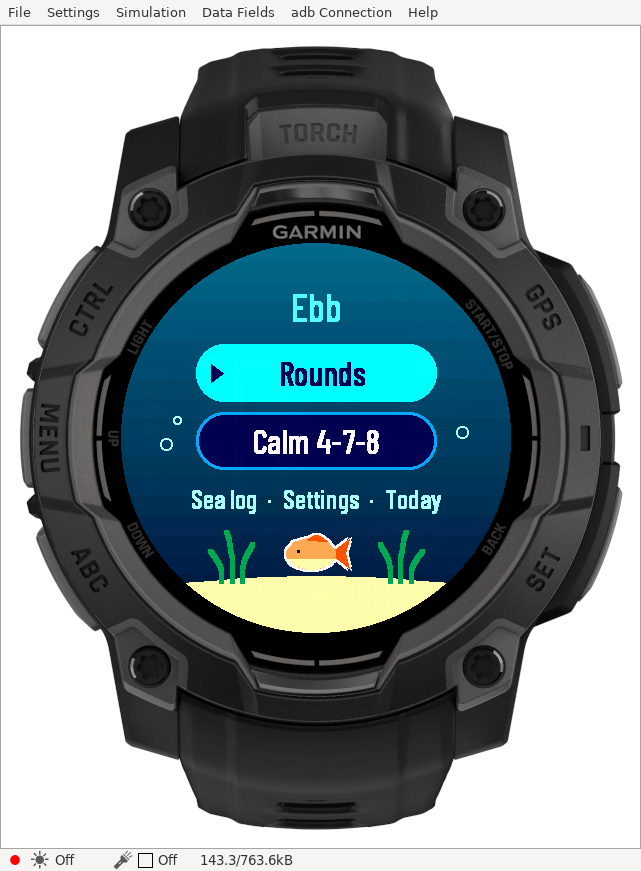 File Settings Simulation Data Fields adb Connection Help
TORCH
GARMIN
CTRL
LIGHT
GPS
START/STOP
Ebb
Rounds
MENU
UP
Calm 4-7-8
Sea log · Settings · Today
ABC
DOWN
BACK
SET
Off Off 143.3/763.6kB